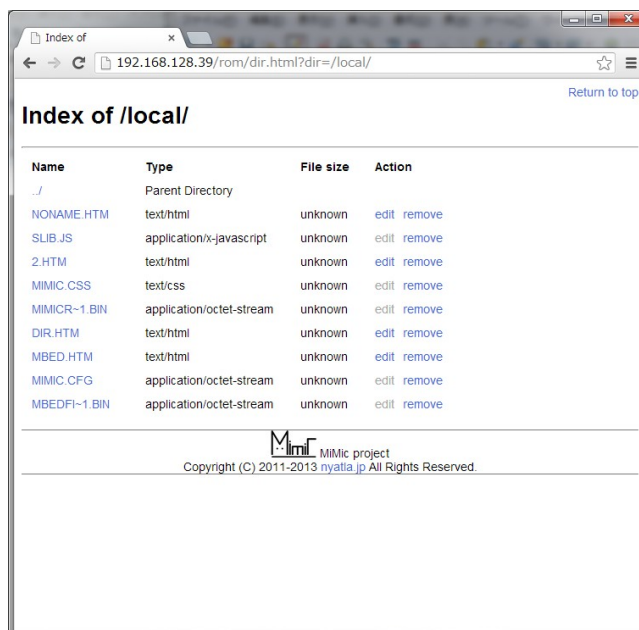 Index of
192.168.128.39/rom/dir.html?dir=/local/
Return to top
Index of /local/
Name Type File size Action
../ Parent Directory
NONAME.HTM text/html unknown edit remove
SLIB.JS application/x-javascript unknown edit remove
2.HTM text/html unknown edit remove
MIMIC.CSS text/css unknown edit remove
MIMICR~1.BIN application/octet-stream unknown edit remove
DIR.HTM text/html unknown edit remove
MBED.HTM text/html unknown edit remove
MIMIC.CFG application/octet-stream unknown edit remove
MBEDFI~1.BIN application/octet-stream unknown edit remove
MiMiC MiMic project
Copyright (C) 2011-2013 nyatla.jp All Rights Reserved.